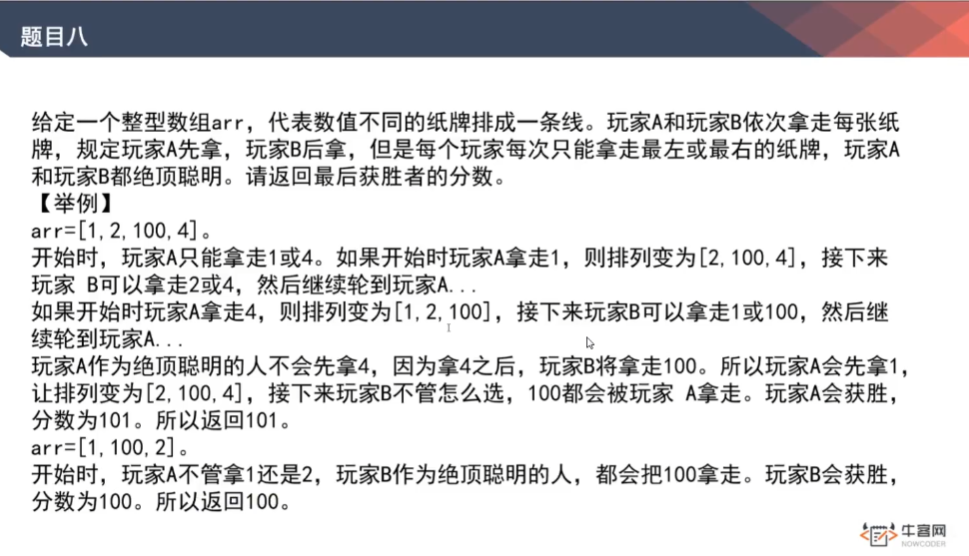 题目八
给定一个整型数组arr，代表数值不同的纸牌排成一条线。玩家A和玩家B依次拿走每张纸
牌，规定玩家A先拿，玩家B后拿，但是每个玩家每次只能拿走最左或最右的纸牌，玩家A
和玩家B都绝顶聪明。请返回最后获胜者的分数。
【举例】
arr=[1,2,100,4]。
开始时，玩家A只能拿走1或4。如果开始时玩家A拿走1，则排列变为[2,100,4]，接下来
玩家 B可以拿走2或4，然后继续轮到玩家A...
如果开始时玩家A拿走4，则排列变为[1,2,100]，接下来玩家B可以拿走1或100，然后继
续轮到玩家A...
玩家A作为绝顶聪明的人不会先拿4，因为拿4之后，玩家B将拿走100。所以玩家A会先拿1，
让排列变为[2,100,4]，接下来玩家B不管怎么选，100都会被玩家 A拿走。玩家A会获胜，
分数为101。所以返回101。
arr=[1,100,2]。
开始时，玩家A不管拿1还是2，玩家B作为绝顶聪明的人，都会把100拿走。玩家B会获胜，
分数为100。所以返回100。
牛客网
NOWCODER